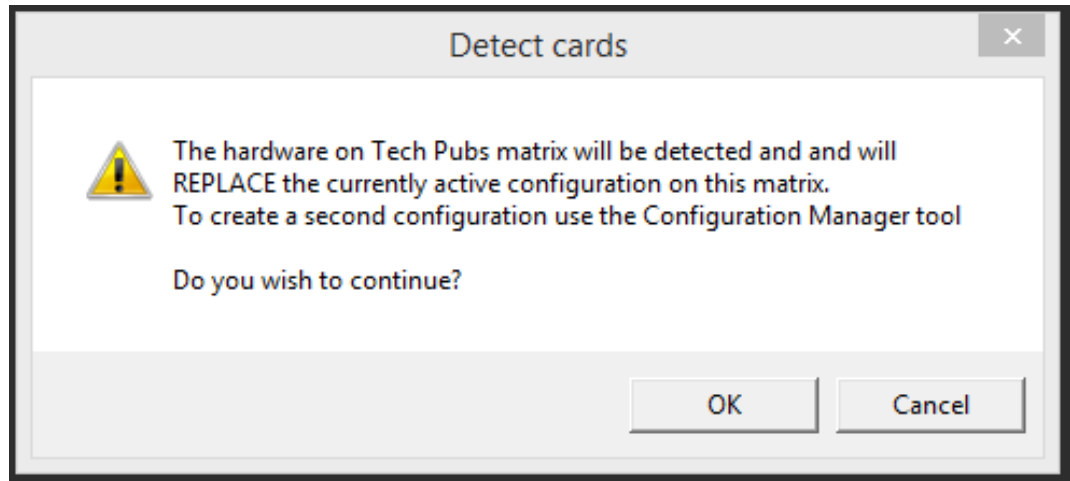 Detect cards
The hardware on Tech Pubs matrix will be detected and and will
REPLACE the currently active configuration on this matrix.
To create a second configuration use the Configuration Manager tool
Do you wish to continue?
OK Cancel